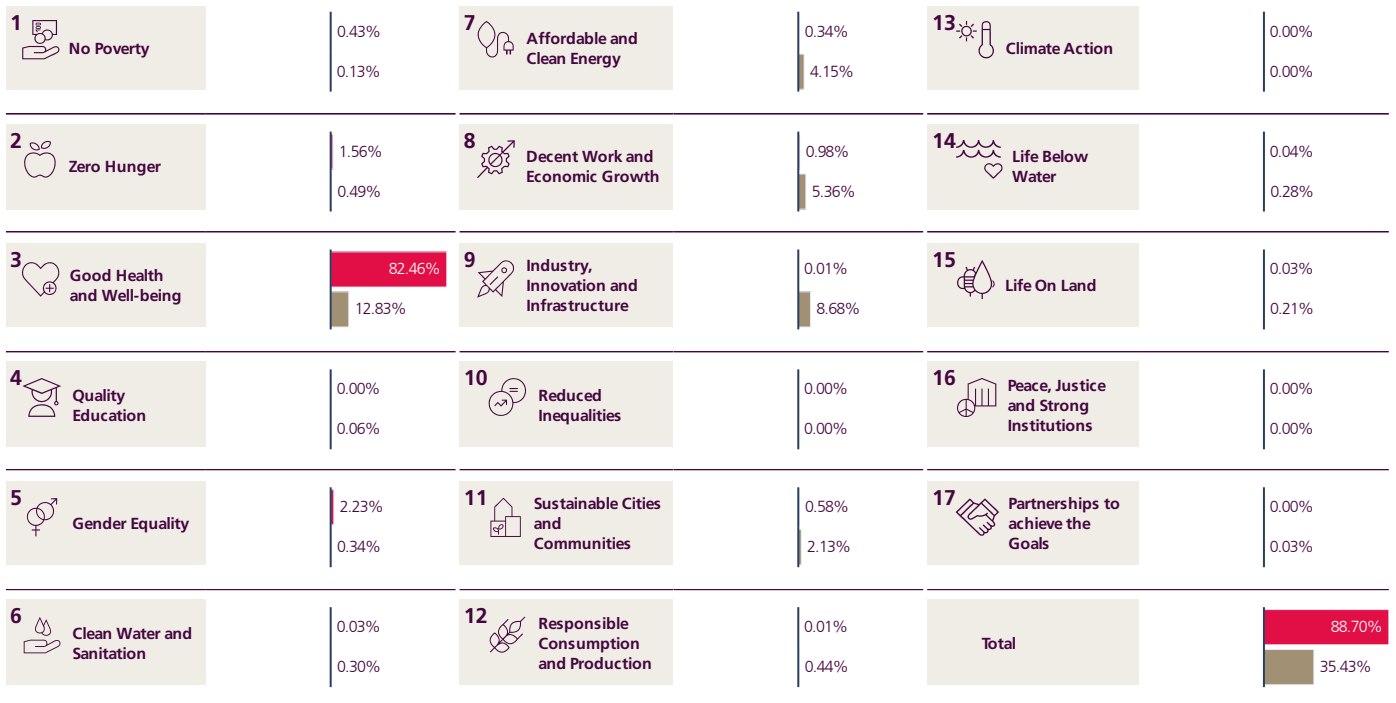 1
No Poverty
0.43%
0.13%
2
Zero Hunger
1.56%
0.49%
3
Good Health
and Well-being
82.46%
12.83%
4
Quality
Education
0.00%
0.06%
5
Gender Equality
2.23%
0.34%
6
Clean Water and
Sanitation
0.03%
0.30%
7
Affordable and
Clean Energy
0.34%
4.15%
8
Decent Work and
Economic Growth
0.98%
5.36%
9
Industry,
Innovation and
Infrastructure
0.01%
8.68%
10
Reduced
Inequalities
0.00%
0.00%
11
Sustainable Cities
and
Communities
0.58%
2.13%
12
Responsible
Consumption
and Production
0.01%
0.44%
13
Climate Action
0.00%
0.00%
14
Life Below
Water
0.04%
0.28%
15
Life On Land
0.03%
0.21%
16
Peace, Justice
and Strong
Institutions
0.00%
0.00%
17
Partnerships to
achieve the
Goals
0.00%
0.03%
Total
88.70%
35.43%